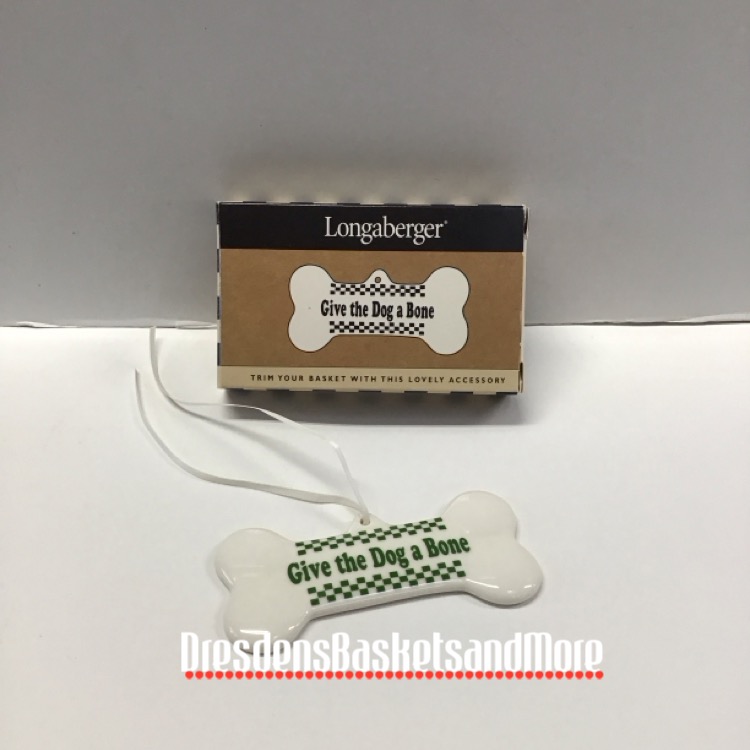 Longaberger®
Give the Dog a Bone
TRIM YOUR BASKET WITH THIS LOVELY ACCESSORY
Give the Dog a Bone
DresdensBasketsandMore